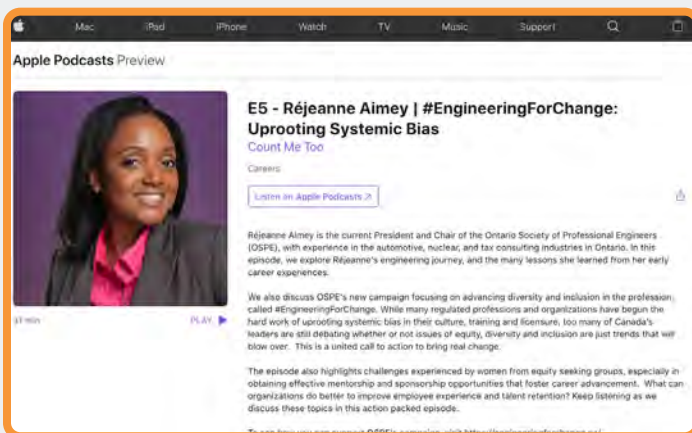 Mac iPad iPhone Watch TV Music Support
Apple Podcasts Preview
E5 - Réjeanne Aimey | #EngineeringForChange:
Uprooting Systemic Bias
Count Me Too
Careers
Listen on Apple Podcasts ↗
Réjeanne Aimey is the current President and Chair of the Ontario Society of Professional Engineers
(OSPE), with experience in the automotive, nuclear, and tax consulting industries in Ontario. In this
episode, we explore Réjeanne's engineering journey, and the many lessons she learned from her early
career experiences.
We also discuss OSPE's new campaign focusing on advancing diversity and inclusion in the profession,
called #EngineeringForChange. While many regulated professions and organizations have begun the
hard work of uprooting systemic bias in their culture, training and licensure, too many of Canada's
leaders are still debating whether or not issues of equity, diversity and inclusion are just trends that will
blow over. This is a united call to action to bring real change.
The episode also highlights challenges experienced by women from equity seeking groups, especially in
obtaining effective mentorship and sponsorship opportunities that foster career advancement. What can
organizations do better to improve employee experience and talent retention? Keep listening as we
discuss these topics in this action packed episode.
min PLAY